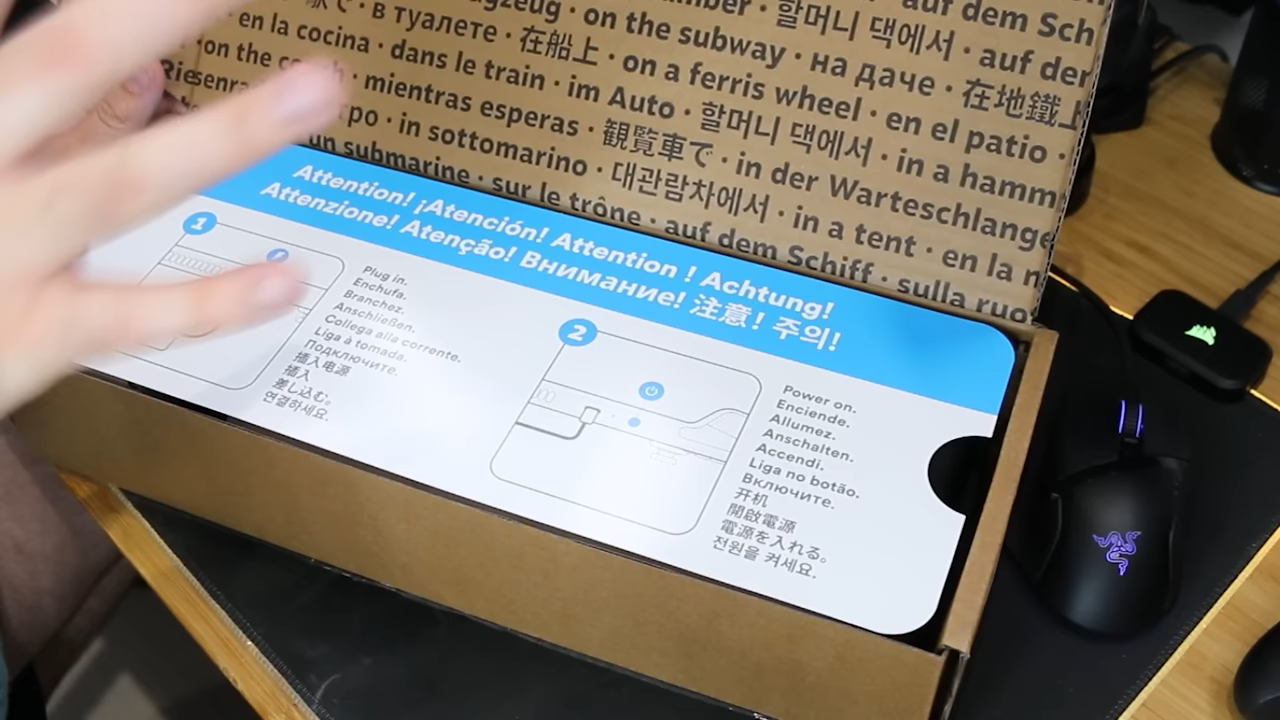 в туалете · 在船上 · on the subway · на даче · 在地鐵上
auf dem Sch
en la cocina · dans le train · im Auto · 할머니 댁에서 · auf der
on the · mientras esperas · 観覧車で · in der Warteschlange
on a ferris wheel · en el patio ·
in sottomarino · 대관람차에서 · in a tent · en la
할머니 댁에서 · in a hamm
un submarine · sur le trône · auf dem Schiff · sulla ruo
Attention! ¡Atención! Attention ! Achtung!
Attenzione! Atenção! Внимание! 注意! 주의!
1
Plug in.
Enchufa.
Branchez.
Anschließen.
Collega alla corrente.
Liga à tomada.
Подключите.
插入电源
插入
差し込む。
연결하세요.
2
Power on.
Enciende.
Allumez.
Anschalten.
Accendi.
Liga no botão.
Включите.
开机
開啟電源
電源を入れる。
전원을 켜세요.